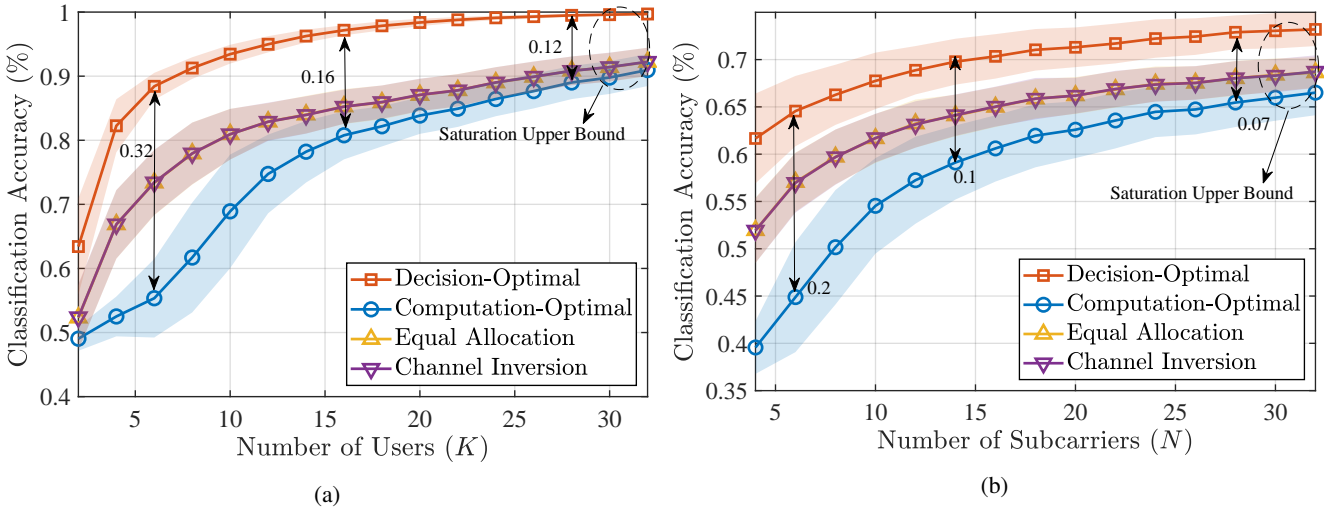 (a)
1
0.9
0.8
0.7
0.6
0.5
0.4
Classification Accuracy (%)
0.32
0.16
0.12
Saturation Upper Bound
Decision-Optimal
Computation-Optimal
Equal Allocation
Channel Inversion
5 10 15 20 25 30
Number of Users (K)
(a)
(b)
0.7
0.65
0.6
0.55
0.5
0.45
0.4
0.35
Classification Accuracy (%)
0.2
0.1
0.07
Saturation Upper Bound
Decision-Optimal
Computation-Optimal
Equal Allocation
Channel Inversion
5 10 15 20 25 30
Number of Subcarriers (N)
(b)